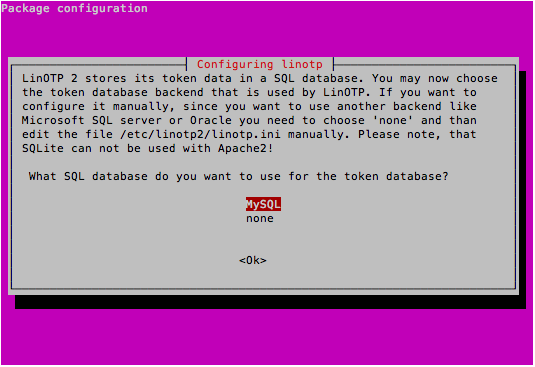 Package configuration
Configuring linotp
LinOTP 2 stores its token data in a SQL database. You may now choose
the token database backend that is used by LinOTP. If you want to
configure it manually, since you want to use another backend like
Microsoft SQL server or Oracle you need to choose 'none' and than
edit the file /etc/linotp2/linotp.ini manually. Please note, that
SQLite can not be used with Apache2!
What SQL database do you want to use for the token database?
MySQL
none
<Ok>